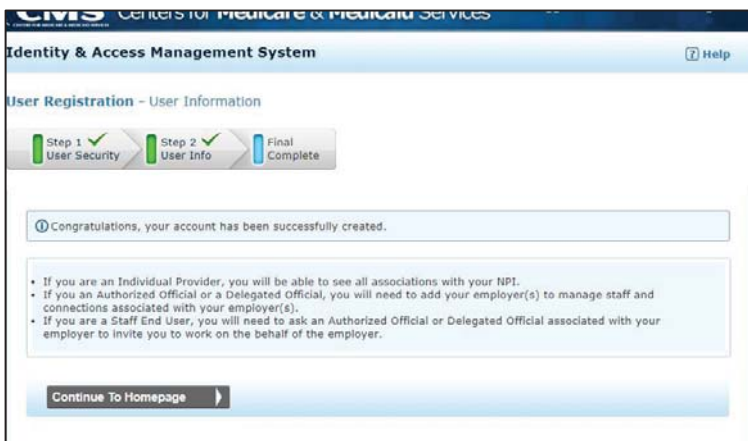 CMS Centers for Medicare & Medicaid Services
Identity & Access Management System
? Help
User Registration - User Information
Step 1
User Security
Step 2
User Info
Final
Complete
Congratulations, your account has been successfully created.
• If you are an Individual Provider, you will be able to see all associations with your NPI.
• If you an Authorized Official or a Delegated Official, you will need to add your employer(s) to manage staff and
connections associated with your employer(s).
• If you are a Staff End User, you will need to ask an Authorized Official or Delegated Official associated with your
employer to invite you to work on the behalf of the employer.
Continue To Homepage